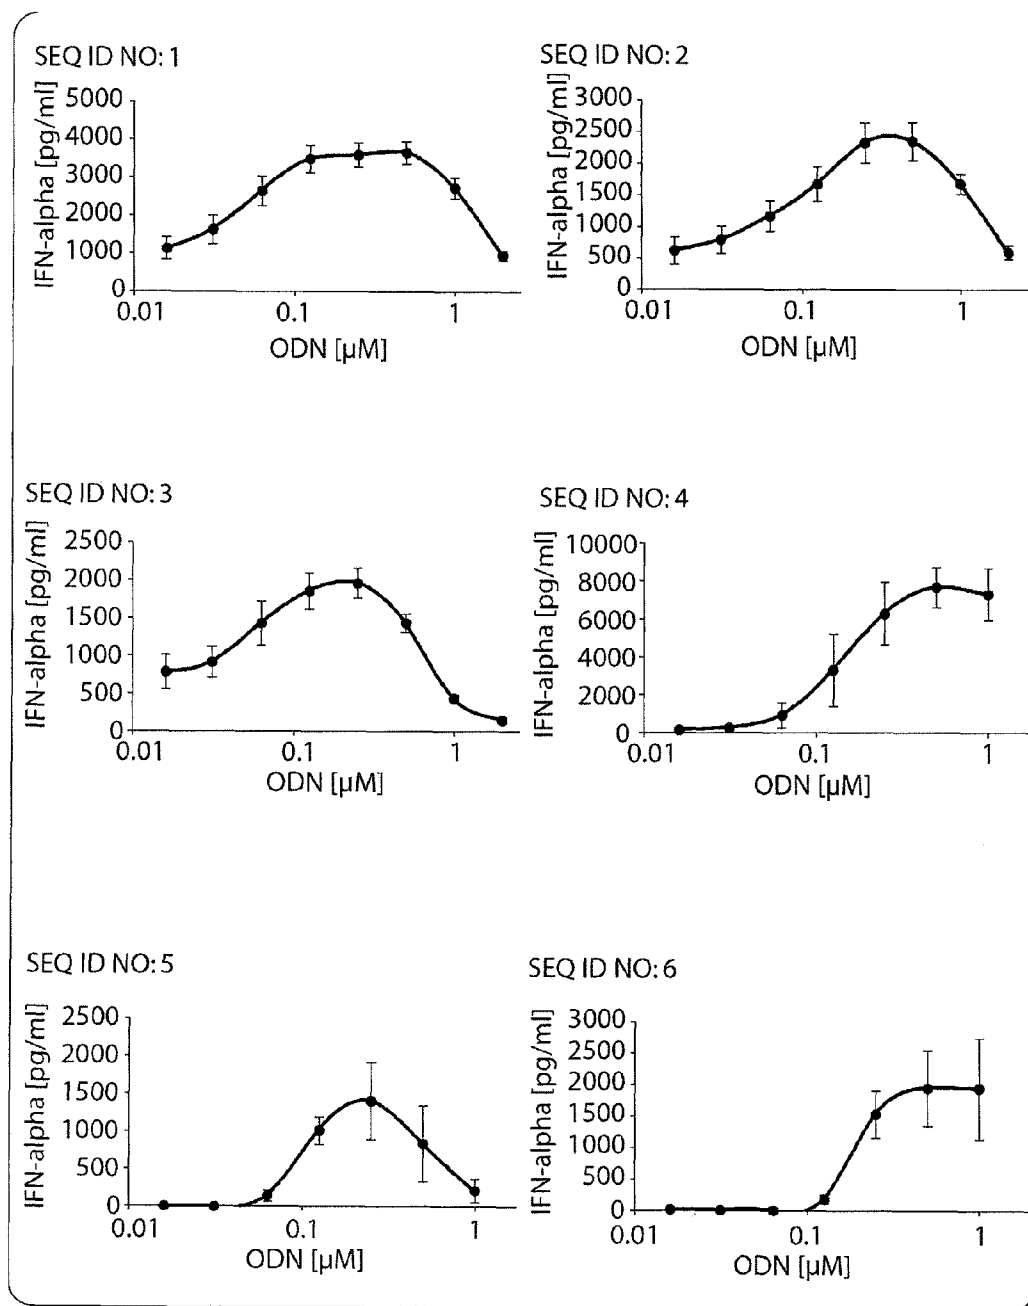 SEQ ID NO: 1
IFN-alpha [pg/ml]
5000
4000
3000
2000
1000
0
0.01 0.1 1
ODN [µM]
SEQ ID NO: 2
IFN-alpha [pg/ml]
3000
2500
2000
1500
1000
500
0
0.01 0.1 1
ODN [µM]
SEQ ID NO: 3
IFN-alpha [pg/ml]
2500
2000
1500
1000
500
0
0.01 0.1 1
ODN [µM]
SEQ ID NO: 4
IFN-alpha [pg/ml]
10000
8000
6000
4000
2000
0
0.01 0.1 1
ODN [µM]
SEQ ID NO: 5
IFN-alpha [pg/ml]
2500
2000
1500
1000
500
0
0.01 0.1 1
ODN [µM]
SEQ ID NO: 6
IFN-alpha [pg/ml]
3000
2500
2000
1500
1000
500
0
0.01 0.1 1
ODN [µM]